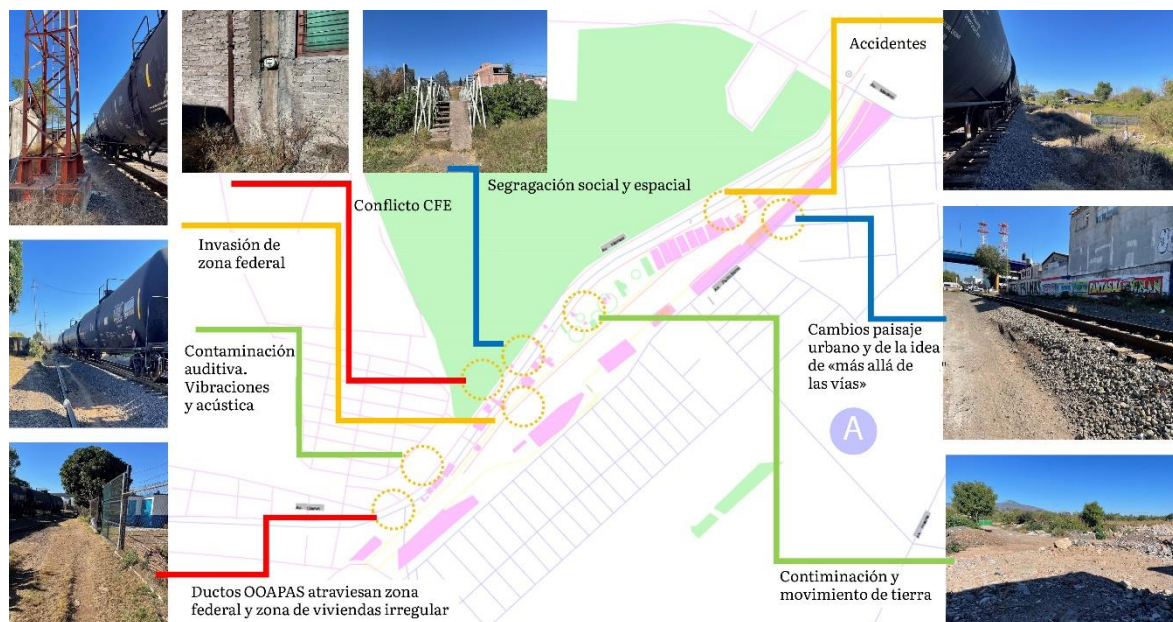 Accidentes
Segragación social y espacial
Conflicto CFE
Invasión de
zona federal
Contaminación
auditiva.
Vibraciones
y acústica
Cambios paisaje
urbano y de la idea
de «más allá de
las vías»
A
Ductos OOAPAS atraviesan zona
federal y zona de viviendas irregular
Contiminación y
movimiento de tierra